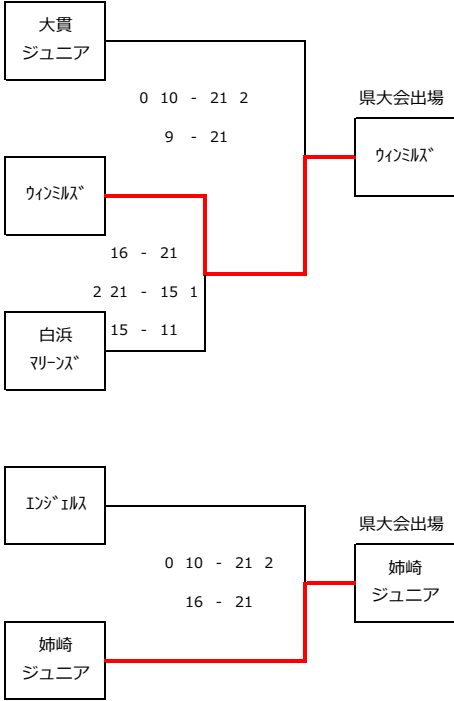 大貫
ジュニア
0 10 - 21 2
9 - 21
県大会出場
ｳｨﾝﾐﾙｽﾞ
ｳｨﾝﾐﾙｽﾞ
16 - 21
2 21 - 15 1
15 - 11
白浜
ﾏﾘｰﾝｽﾞ
ｴﾝｼﾞｪﾙｽ
県大会出場
0 10 - 21 2
姉崎
ジュニア
16 - 21
姉崎
ジュニア